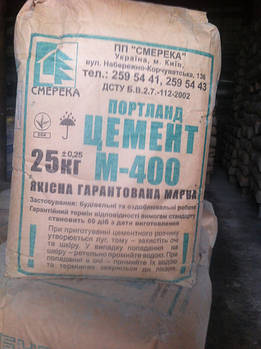 СМЕРЕКА
ПП "СМЕРЕКА"
Україна, м. Київ,
вул. Набережно-Корчуватська, 136
тел.: 259 54 41, 259 54 43
ДСТУ Б.В.2.7.-112-2002
ПОРТЛАНД
ЦЕМЕНТ
25±0,25
КГ М-400
ЯКІСНА ГАРАНТОВАНА МАРКА
Застосування: будівельні та оздоблювальні роботи
Гарантійний термін відповідності вимогам стандарту
становить 60 діб з дати виготовлення
При приготуванні цементного розчину
утворюється луг, тому - захистіть очі
та шкіру. У випадку попадання на
шкіру - ретельно промийте водою. При
попаданні в очі - промийте їх водою
та терміново зверніться до лікаря.